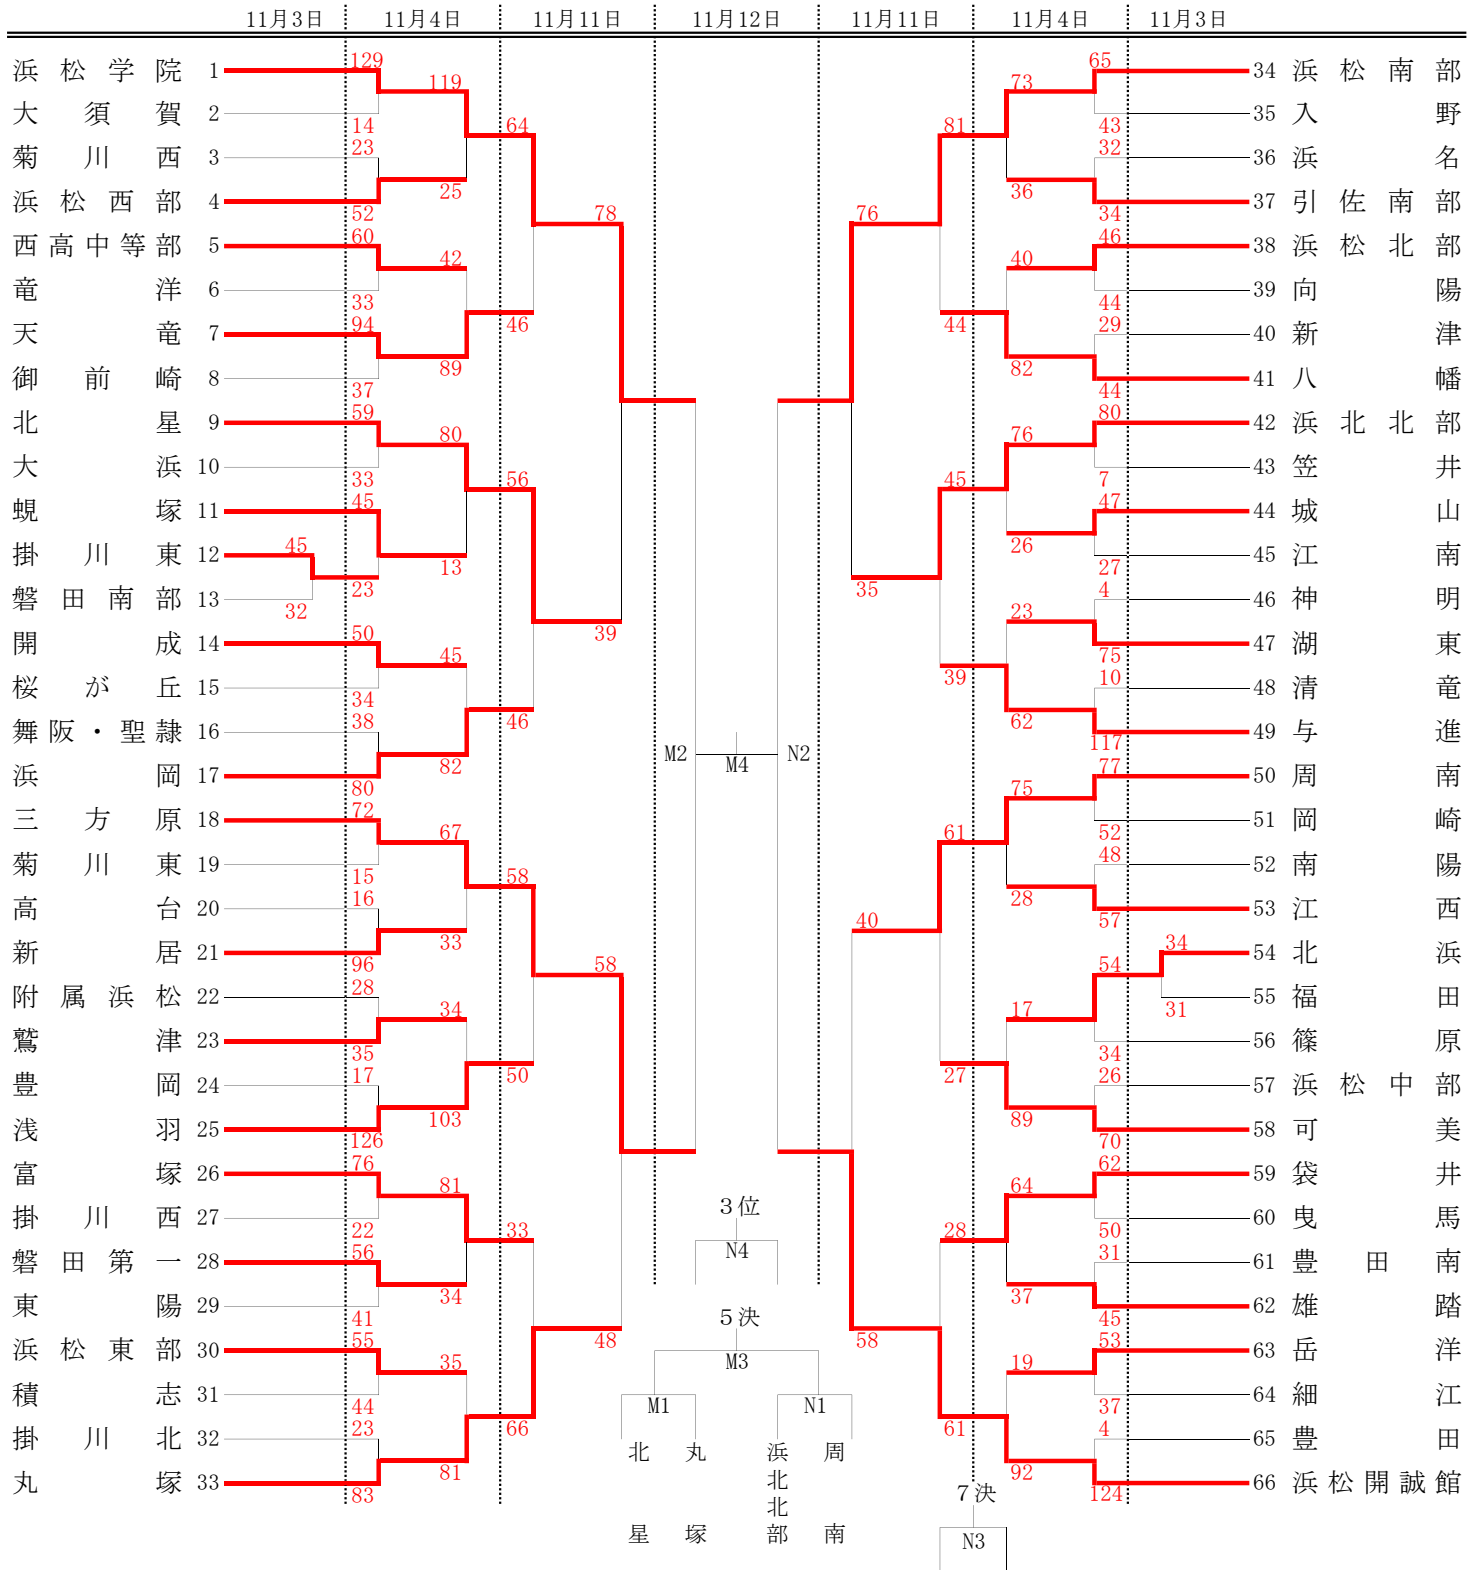 11月3日 11月4日 11月11日 11月12日 11月11日 11月4日 11月3日
129 65
浜松学院 1 119 73 34 浜松南部
大須賀 2 35 入野
14 64 81 43
23 32
菊川西 3 36 浜名
浜松西部 4 25 36 37 引佐南部
52 78 76 34
60 46
西高中等部 5 42 40 38 浜松北部
竜洋 6 39 向陽
33 44
94 46 44 29
天竜 7 40 新津
89 82
御前崎 8 41 八幡
37 44
59 80
北星 9 80 76 42 浜北北部
大浜 10 43 笠井
33 56 45 7
45 47
蜆塚 11 44 城山
45 26
掛川東 12 13 45 江南
23 35 27
磐田南部 13 4 46 神明
32 23
50 39
開成 14 45 47 湖東
75
桜が丘 15 39 10 48 清竜
34
38 46 62
舞阪・聖隷 16 49 与進
M2 M4 N2 117
浜岡 17 82 77 50 周南
80 75
72
三方原 18 67 61 51 岡崎
52
菊川東 19 48 52 南陽
15 58
16 28
高台 20 53 江西
40 57
新居 21 33 34 54 北浜
96 58 54
28
附属浜松 22 17 31 55 福田
34
鷲津 23 56 篠原
35 34
17 50 27 26
豊岡 24 57 浜松中部
103 89
浅羽 25 58 可美
126 70
76 62
富塚 26 81 64 59 袋井
3位
掛川西 27 60 曳馬
22 33 28 50
56 N4 31
磐田第一 28 61 豊田南
34 37
東陽 29 5決 62 雄踏
41 45
55 48 58 53
浜松東部 30 35 M3 19 63 岳洋
積志 31 64 細江
44 M1 N1 37
23 66 61 4
掛川北 32 北 丸 浜 周 65 豊田
81 北 92
丸塚 33 北 7決 66 浜松開誠館
83 124
星 塚 部 南
N3